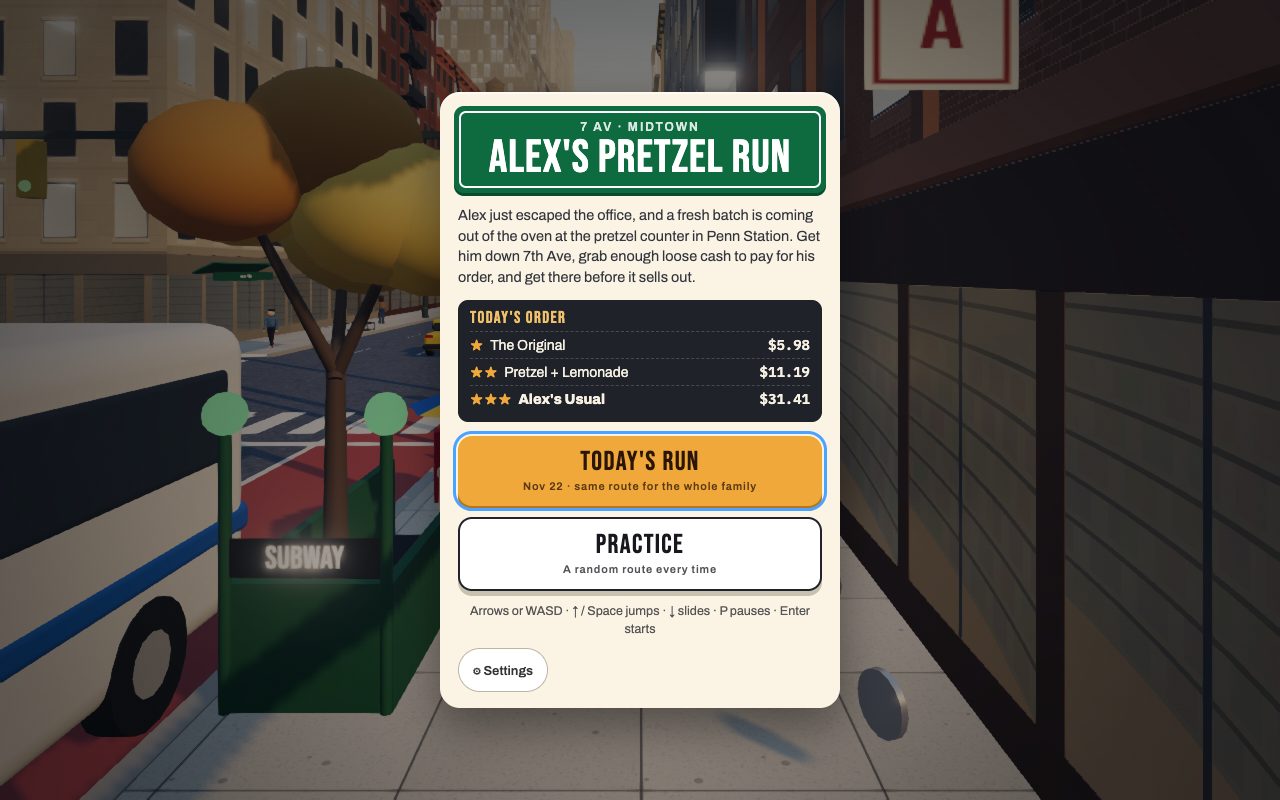 A
7 AV · MIDTOWN
ALEX'S PRETZEL RUN
Alex just escaped the office, and a fresh batch is coming
out of the oven at the pretzel counter in Penn Station. Get
him down 7th Ave, grab enough loose cash to pay for his
order, and get there before it sells out.
TODAY'S ORDER
★ The Original $5.98
★★ Pretzel + Lemonade $11.19
★★★ Alex's Usual $31.41
TODAY'S RUN
Nov 22 · same route for the whole family
PRACTICE
A random route every time
Arrows or WASD · ↑ / Space jumps · ↓ slides · P pauses · Enter
starts
⚙ Settings
SUBWAY